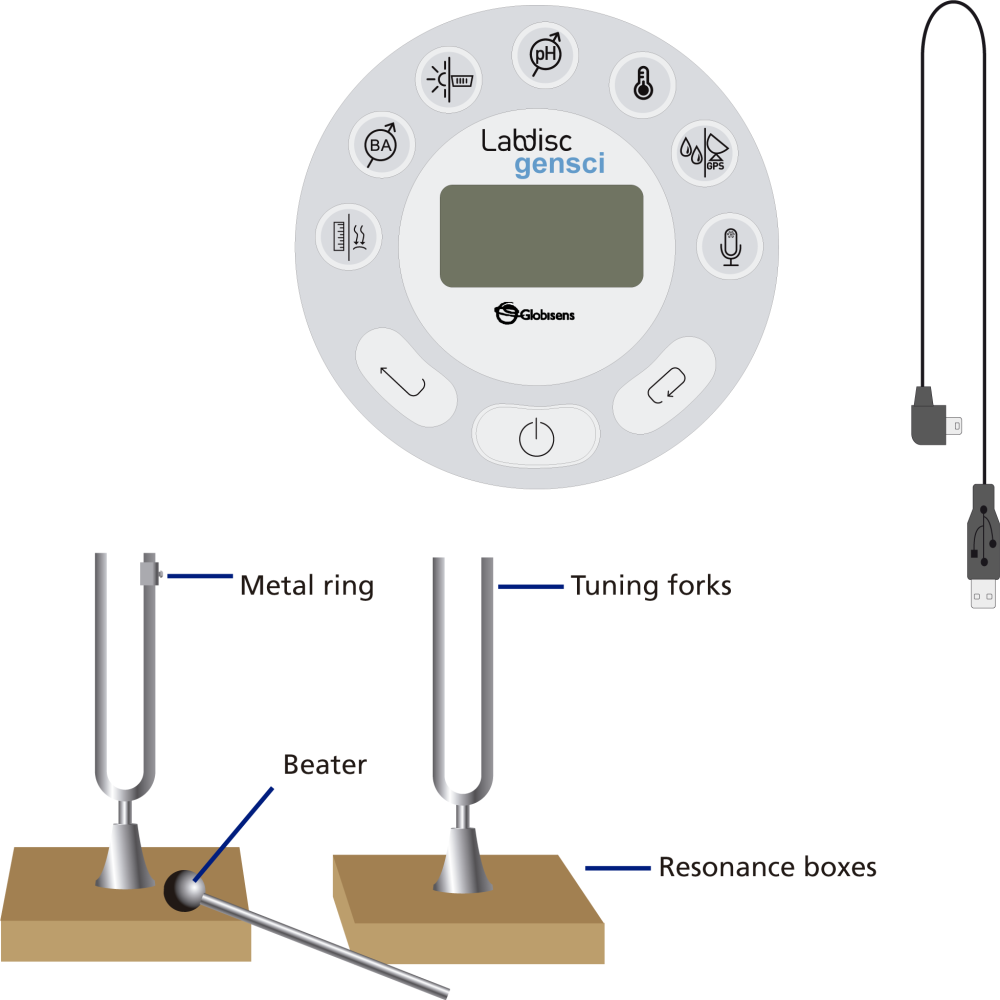 pH
BA
GPS
Labdisc
gensci
Globisens
Metal ring
Tuning forks
Beater
Resonance boxes